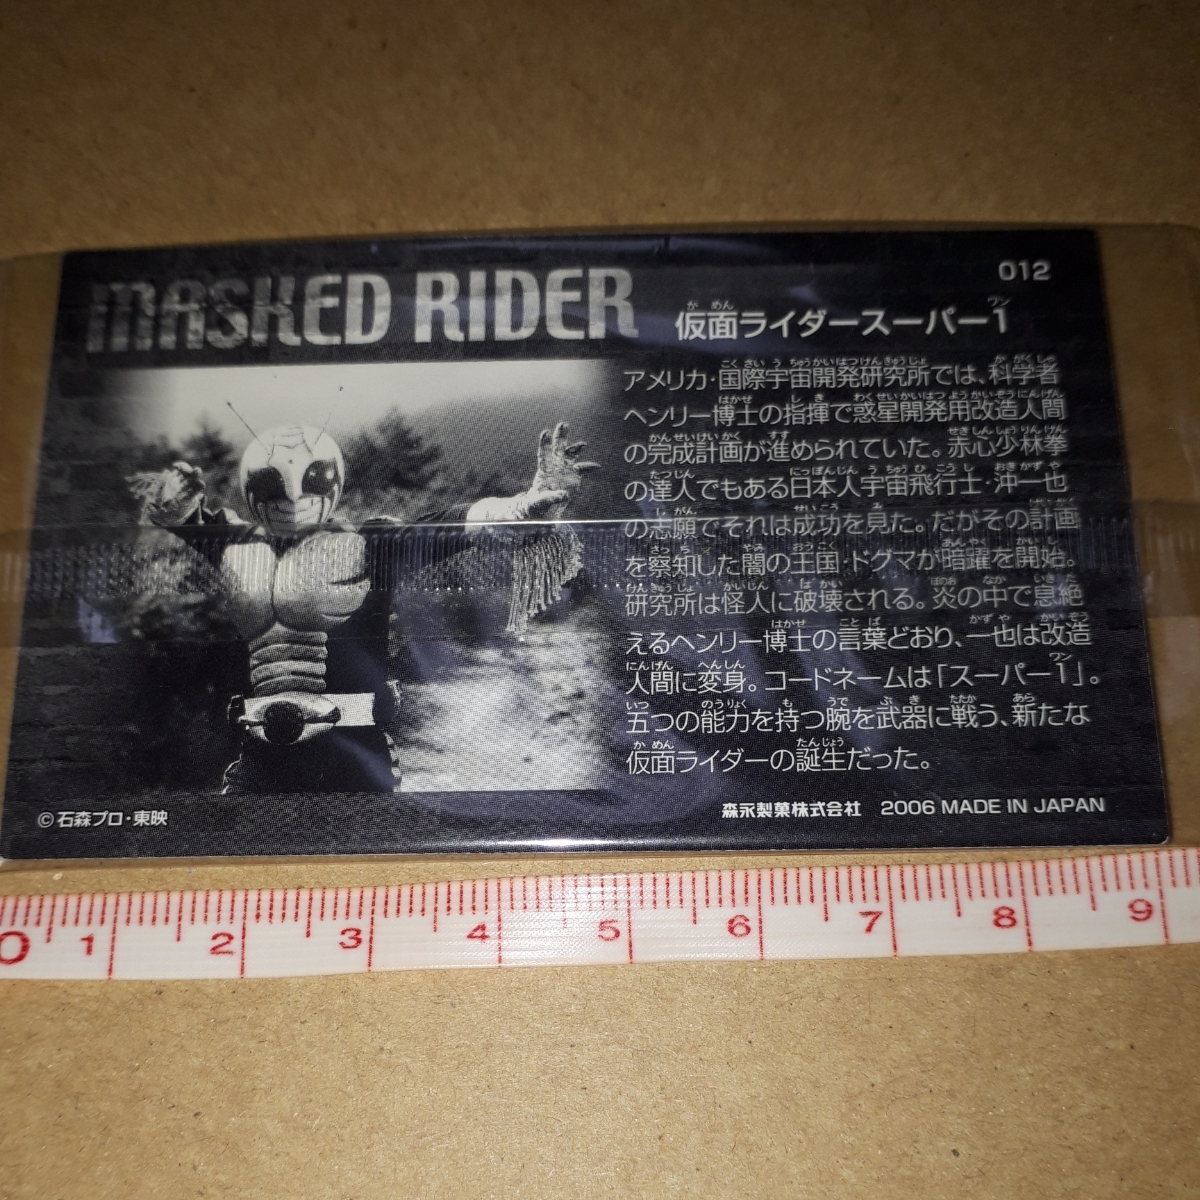 MASKED RIDER
012
仮面ライダースーパー1
アメリカ・国際宇宙開発研究所では、科学者
ヘンリー博士の指揮で惑星開発用改造人間
の完成計画が進められていた。赤心少林拳
の達人でもある日本人宇宙飛行士・沖一也
の志願でそれは成功を見た。だがその計画
を察知した闇の王国・ドグマが暗躍を開始。
研究所は怪人に破壊される。炎の中で息絶
えるヘンリー博士の言葉どおり、一也は改造
人間に変身。コードネームは「スーパー1」。
五つの能力を持つ腕を武器に戦う、新たな
仮面ライダーの誕生だった。
©石森プロ・東映
森永製菓株式会社 2006 MADE IN JAPAN
0 1 2 3 4 5 6 7 8 9